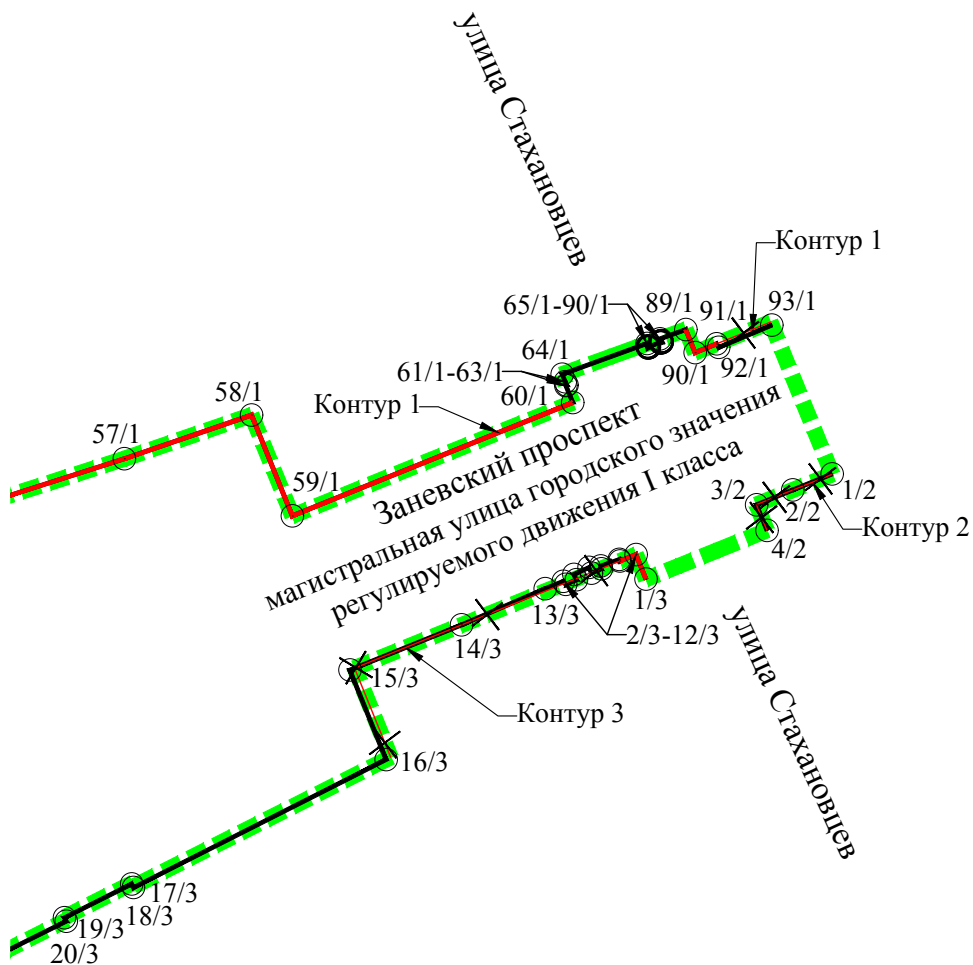 улица Стахановцев
Контур 1
65/1-90/1
89/1
91/1
93/1
64/1
90/1
92/1
61/1-63/1
60/1
Контур 1
58/1
57/1
59/1
Заневский проспект
магистральная улица городского значения
регулируемого движения I класса
3/2
2/2
1/2
4/2
Контур 2
1/3
13/3
2/3-12/3
14/3
15/3
Контур 3
16/3
улица Стахановцев
17/3
18/3
19/3
20/3